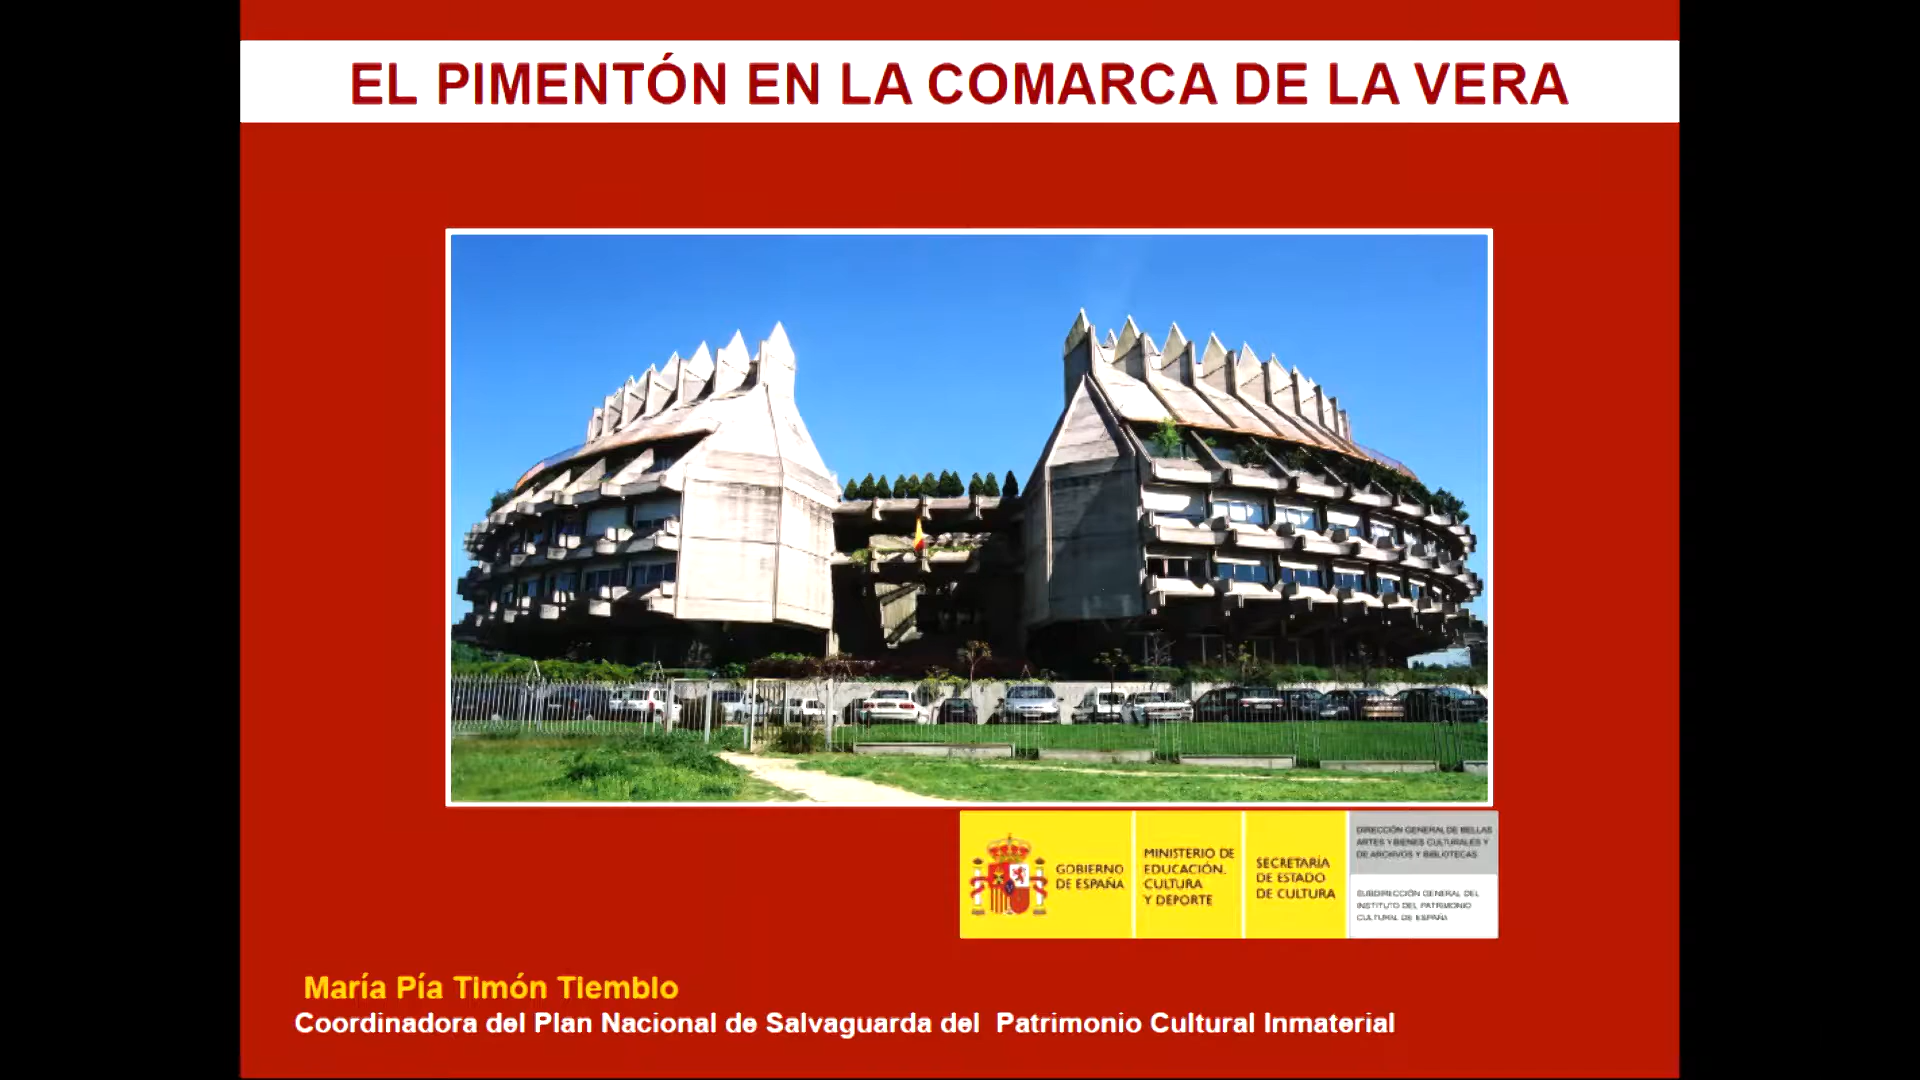 EL PIMENTÓN EN LA COMARCA DE LA VERA
GOBIERNO
DE ESPAÑA
MINISTERIO DE
EDUCACIÓN,
CULTURA
Y DEPORTE
SECRETARÍA
DE ESTADO
DE CULTURA
DIRECCIÓN GENERAL DE BELLAS
ARTES Y BIENES CULTURALES Y
DE ARCHIVOS Y BIBLIOTECAS
SUBDIRECCIÓN GENERAL DEL
INSTITUTO DEL PATRIMONIO
CULTURAL DE ESPAÑA
María Pía Timón Tiemblo
Coordinadora del Plan Nacional de Salvaguarda del Patrimonio Cultural Inmaterial